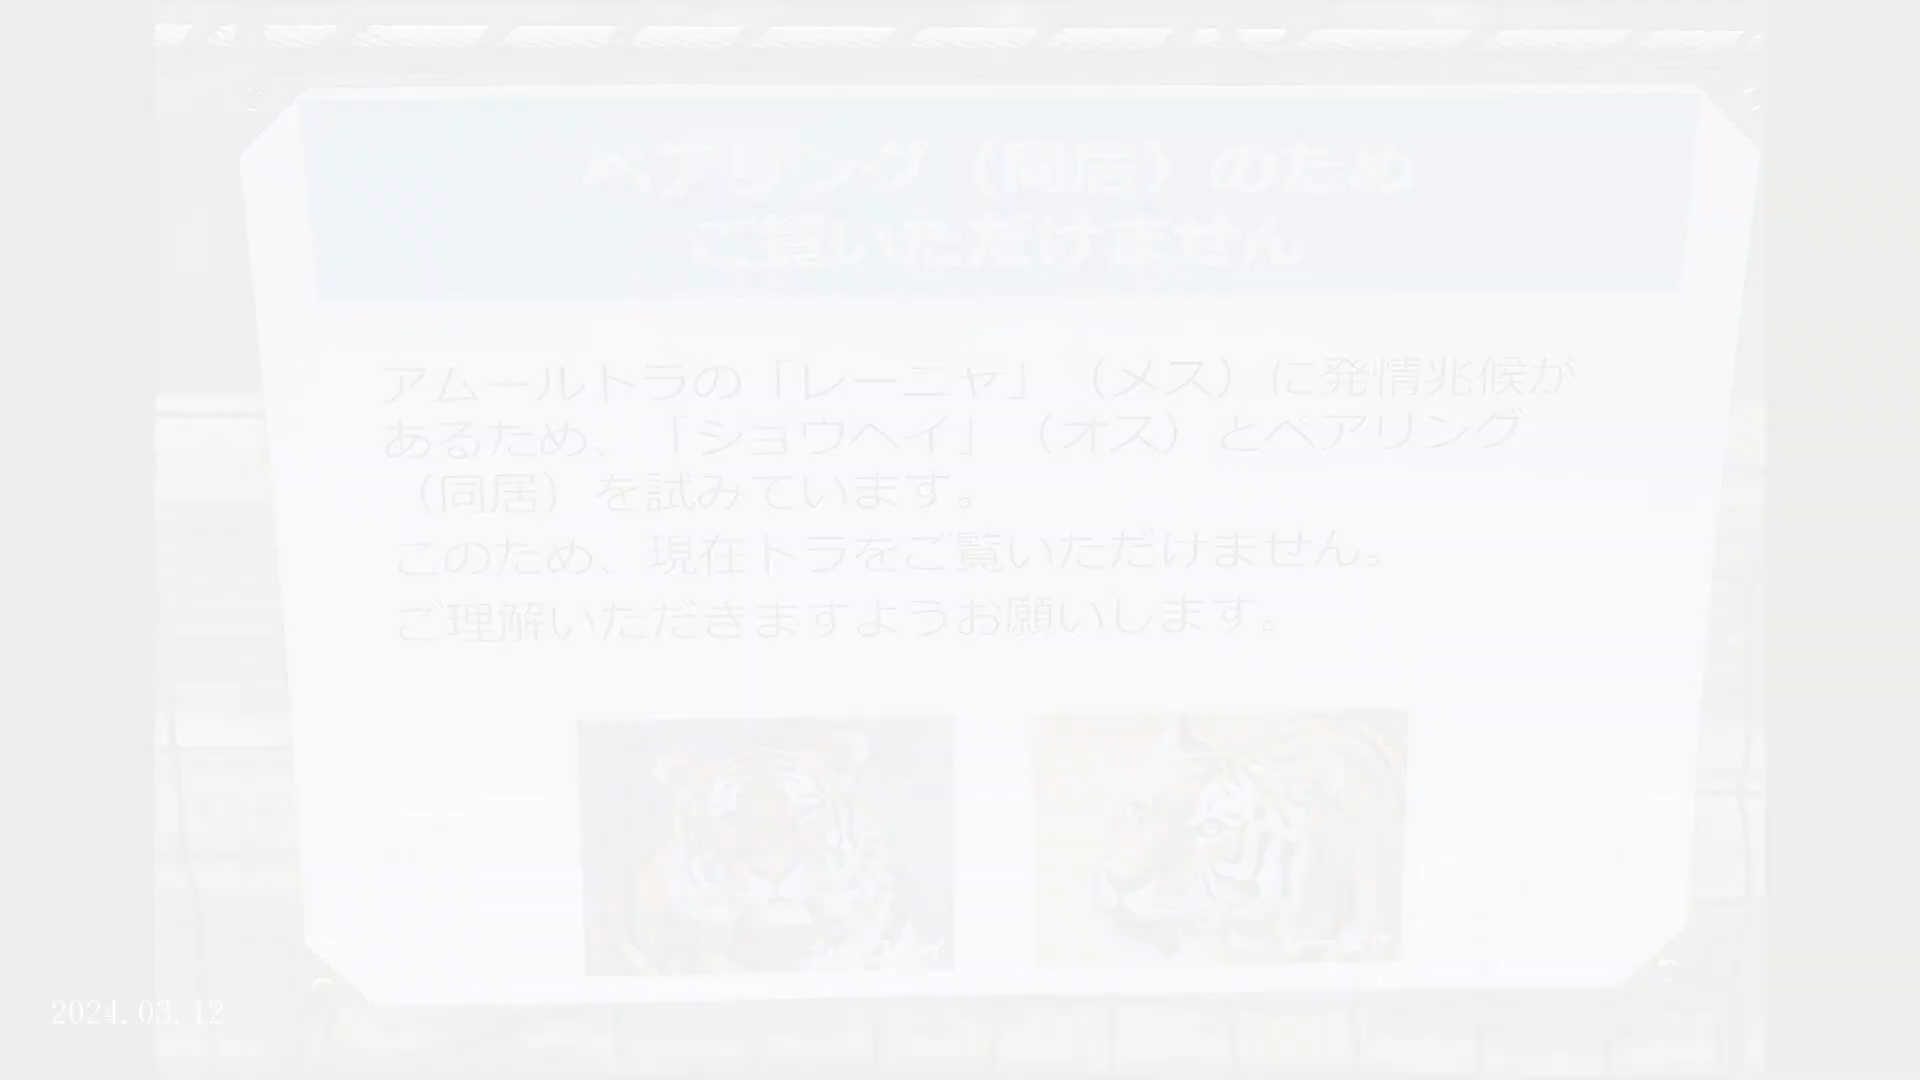 ペアリング（同居）のため
ご覧いただけません
アムールトラの「レーニャ」（メス）に発情兆候が
あるため、「ショウヘイ」（オス）とペアリング
（同居）を試みています。
このため、現在トラをご覧いただけません。
ご理解いただきますようお願いします。
2024.03.12